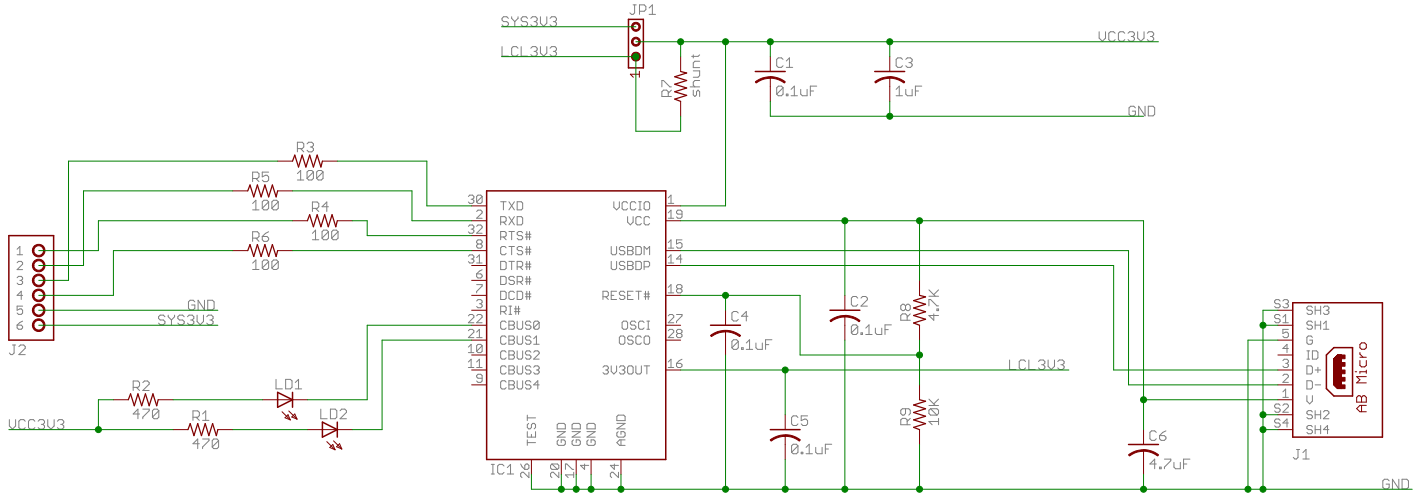 JP1
SYS3V3
LCL3V3
1
R7
shunt
C1
0.1uF
C3
1uF
VCC3V3
GND
R3
100
R5
100
R4
100
R6
100
J2
1
2
3
4
5
6
GND
SYS3V3
30 TXD
2 RXD
32 RTS#
8 CTS#
31 DTR#
6 DSR#
7 DCD#
3 RI#
22 CBUS0
21 CBUS1
10 CBUS2
11 CBUS3
9 CBUS4
VCCIO 1
VCC 19
USBDM 15
USBDP 14
RESET# 18
OSCI 27
OSCO 28
3V3OUT 16
TEST 26
GND 20
GND 17
GND 4
AGND 24
IC1
VCC3V3
R2
470
R1
470
LD1
LD2
C4
0.1uF
C2
0.1uF
R8
4.7K
R9
10K
LCL3V3
C5
0.1uF
C6
4.7uF
S3 SH3
S1 SH1
5 G
4 ID
3 D+
2 D-
1 V
S2 SH2
S4 SH4
AB Micro
J1
GND